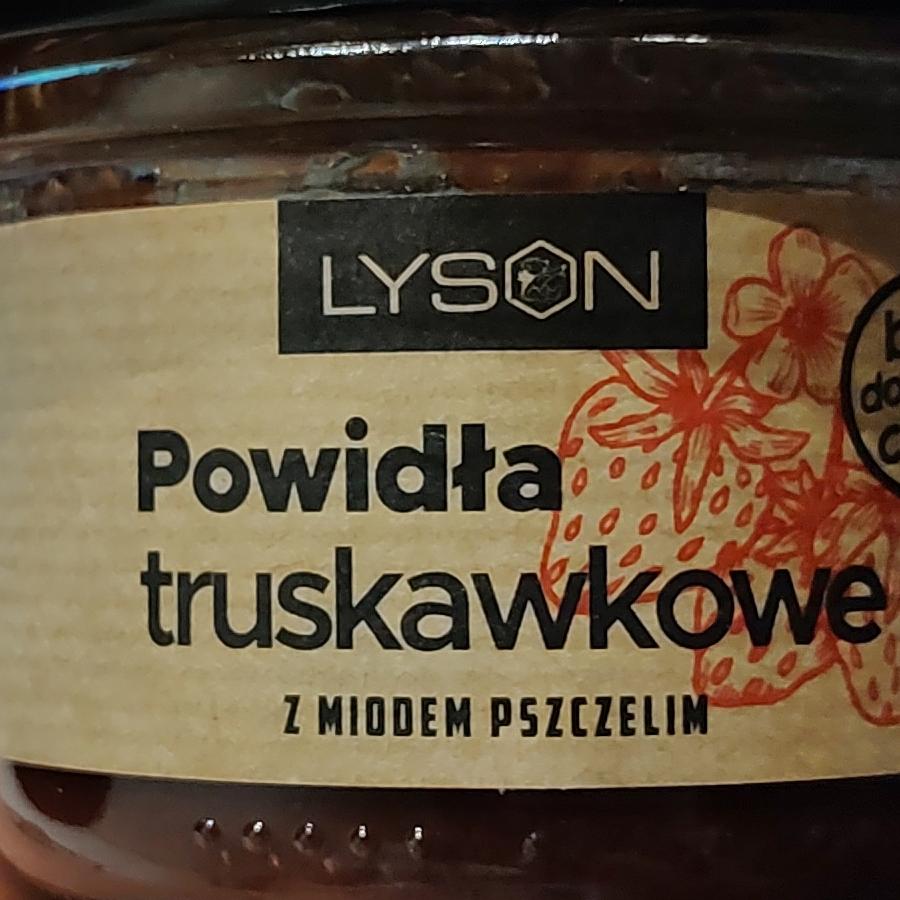 LYSON
Powidła
truskawkowe
Z MIODEM PSZCZELIM